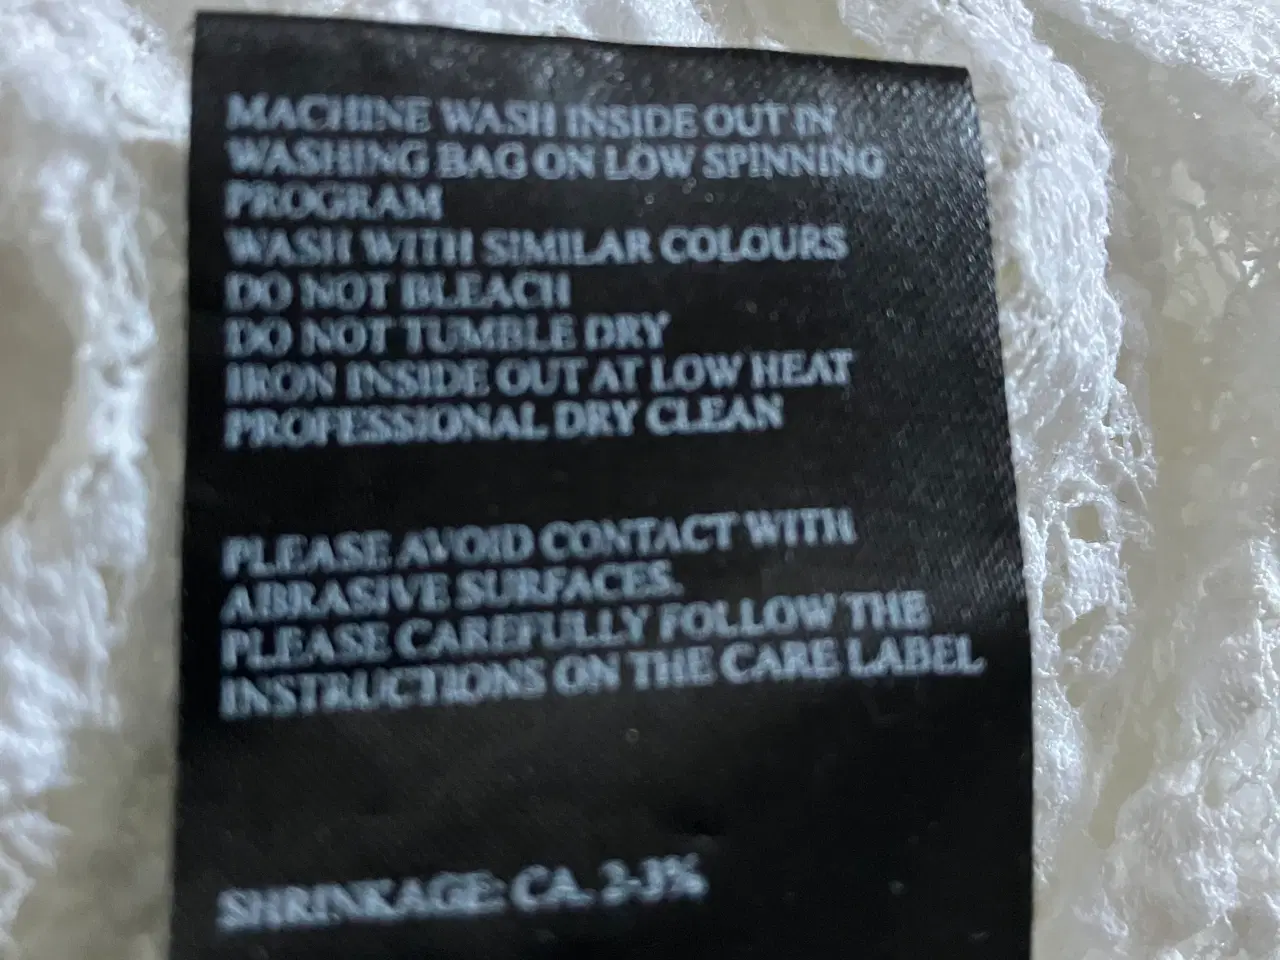 MACHINE WASH INSIDE OUT IN
WASHING BAG ON LOW SPINNING
PROGRAM
WASH WITH SIMILAR COLOURS
DO NOT BLEACH
DO NOT TUMBLE DRY
IRON INSIDE OUT AT LOW HEAT
PROFESSIONAL DRY CLEAN
PLEASE AVOID CONTACT WITH
ABRASIVE SURFACES.
PLEASE CAREFULLY FOLLOW THE
INSTRUCTIONS ON THE CARE LABEL
SHRINKAGE: CA. 2-3%